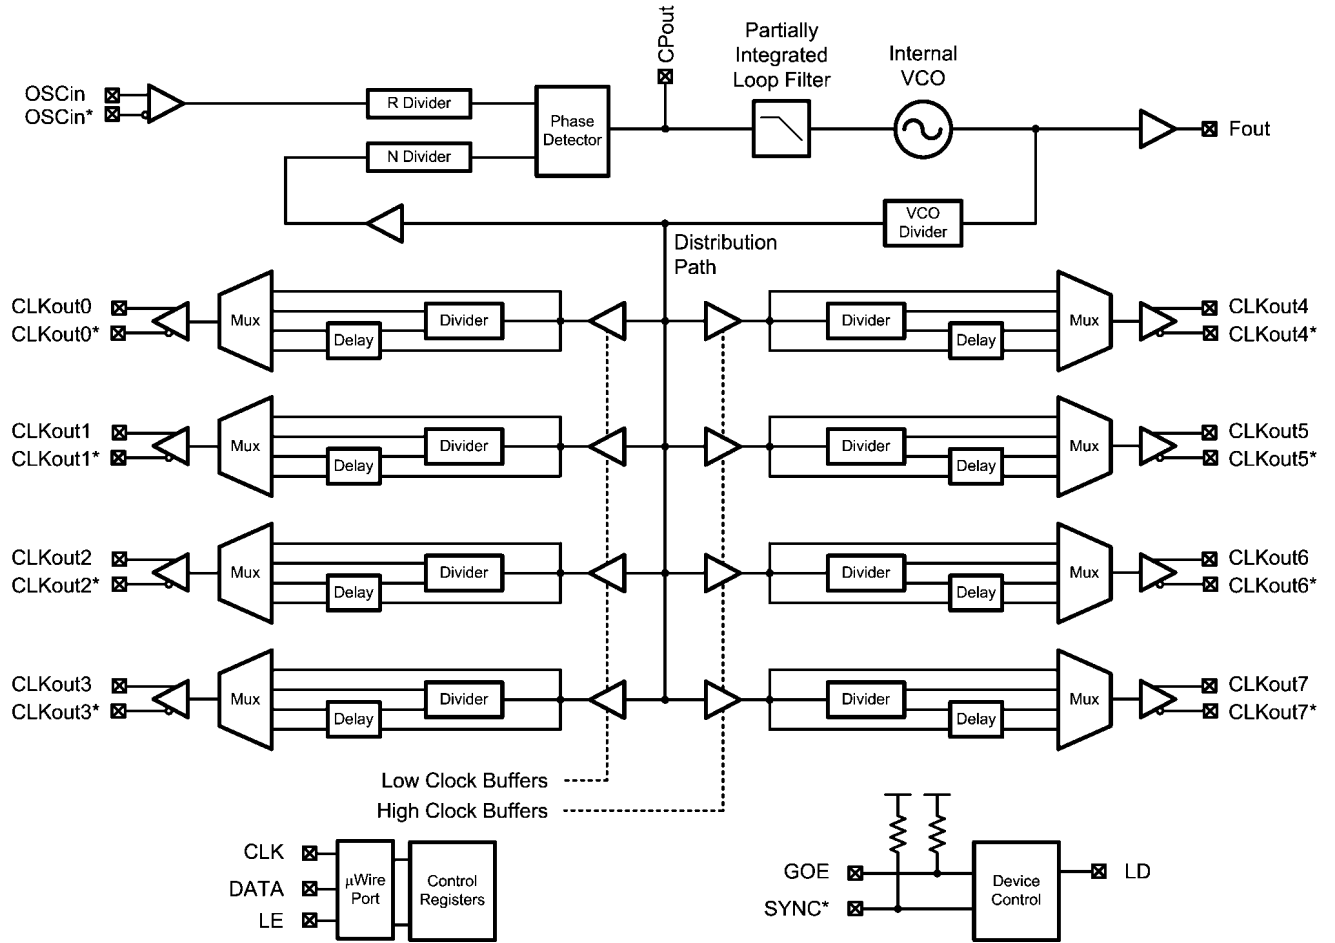 CPout
Partially
Integrated
Loop Filter
Internal
VCO
OSCin
OSCin*
R Divider
N Divider
Phase
Detector
Fout
VCO
Divider
Distribution
Path
CLKout0
CLKout0*
Mux
Delay
Divider
Divider
Delay
Mux
CLKout4
CLKout4*
CLKout1
CLKout1*
Mux
Delay
Divider
Divider
Delay
Mux
CLKout5
CLKout5*
CLKout2
CLKout2*
Mux
Delay
Divider
Divider
Delay
Mux
CLKout6
CLKout6*
CLKout3
CLKout3*
Mux
Delay
Divider
Divider
Delay
Mux
CLKout7
CLKout7*
Low Clock Buffers
High Clock Buffers
CLK
DATA
LE
μWire
Port
Control
Registers
GOE
SYNC*
Device
Control
LD